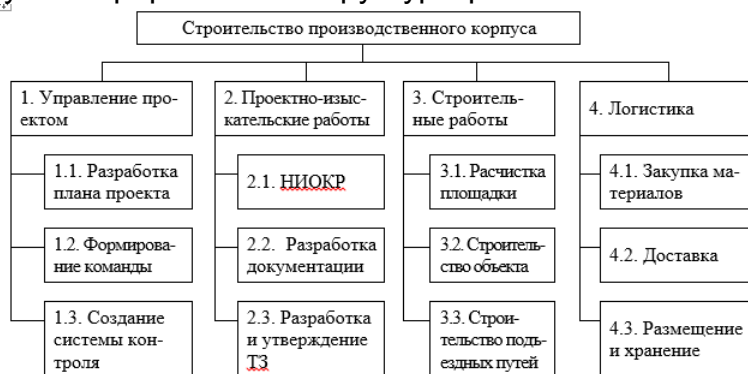 Строительство производственного корпуса
1. Управление про-
ектом
2. Проектно-изыс-
кательские работы
3. Строитель-
ные работы
4. Логистика
1.1. Разработка
плана проекта
2.1. НИОКР
3.1. Расчистка
площадки
4.1. Закупка ма-
териалов
1.2. Формирова-
ние команды
2.2. Разработка
документации
3.2. Строитель-
ство объекта
4.2. Доставка
1.3. Создание
системы кон-
троля
2.3. Разработка
и утверждение
ТЗ
3.3. Строи-
тельство подъ-
ездных путей
4.3. Размещение
и хранение